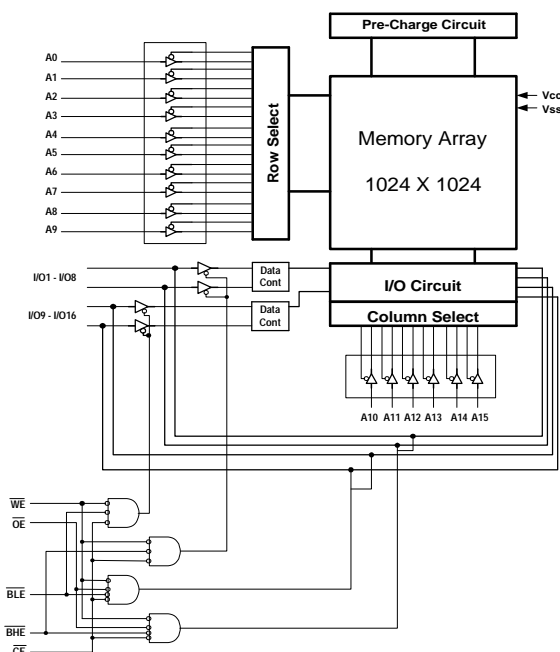 Pre-Charge Circuit
A0
A1
A2
A3
A4
A5
A6
A7
A8
A9
Row Select
Memory Array
1024 X 1024
Vcc
Vss
I/O1 - I/O8
I/O9 - I/O16
Data
Cont
Data
Cont
I/O Circuit
Column Select
A10 A11 A12 A13 A14 A15
WE
OE
BLE
BHE
CE